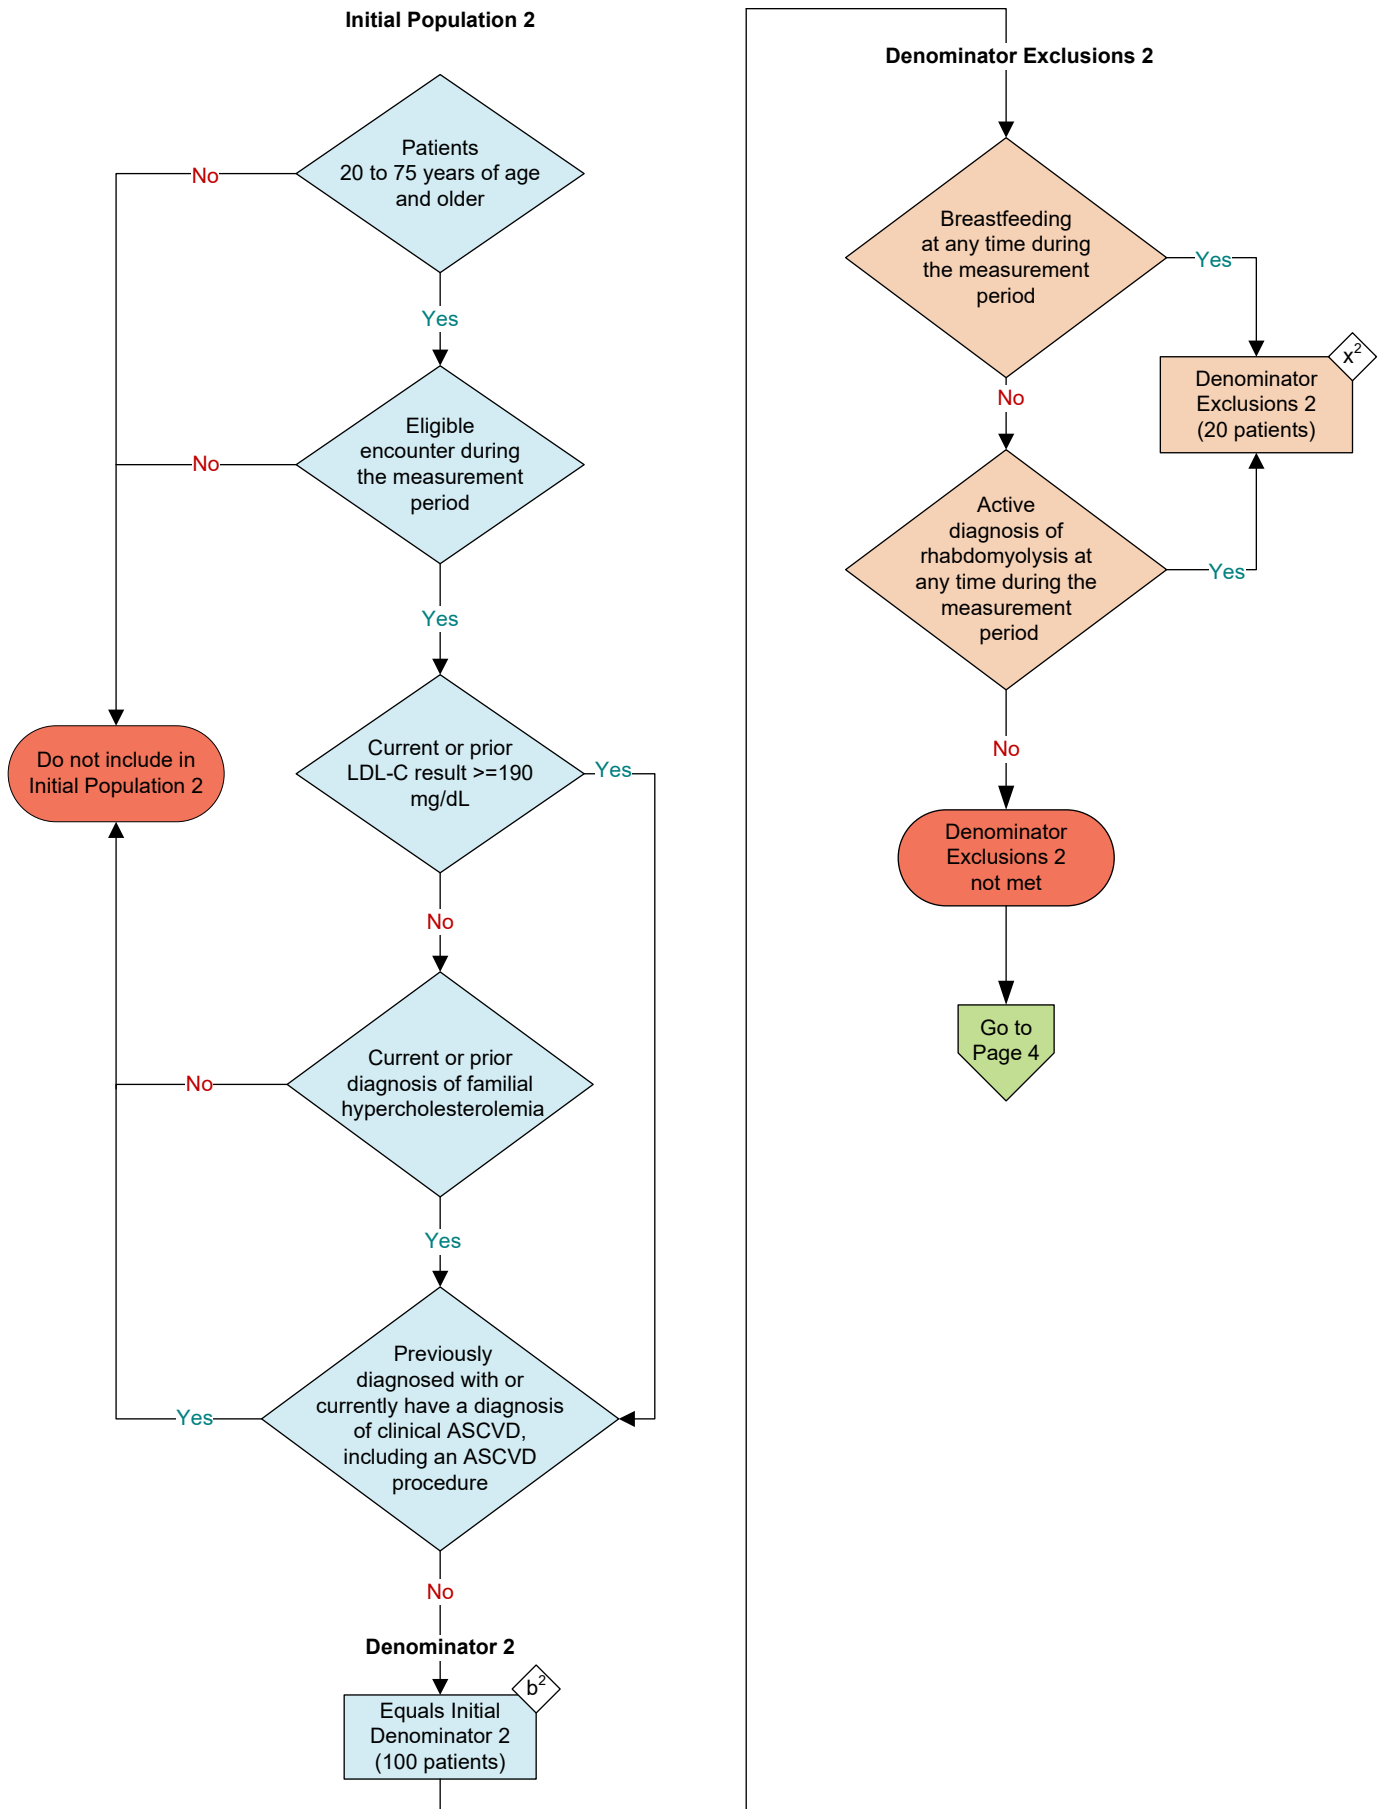 Initial Population 2
Patients
20 to 75 years of age
and older
No
Yes
Eligible
encounter during
the measurement
period
No
Yes
Current or prior
LDL-C result >=190
mg/dL
Yes
Do not include in
Initial Population 2
No
Current or prior
diagnosis of familial
hypercholesterolemia
No
Yes
Previously
diagnosed with or
currently have a diagnosis
of clinical ASCVD,
including an ASCVD
procedure
Yes
No
Denominator 2
b²
Equals Initial
Denominator 2
(100 patients)
Denominator Exclusions 2
Breastfeeding
at any time during
the measurement
period
Yes
x²
Denominator
Exclusions 2
(20 patients)
No
Active
diagnosis of
rhabdomyolysis at
any time during the
measurement
period
Yes
No
Denominator
Exclusions 2
not met
Go to
Page 4